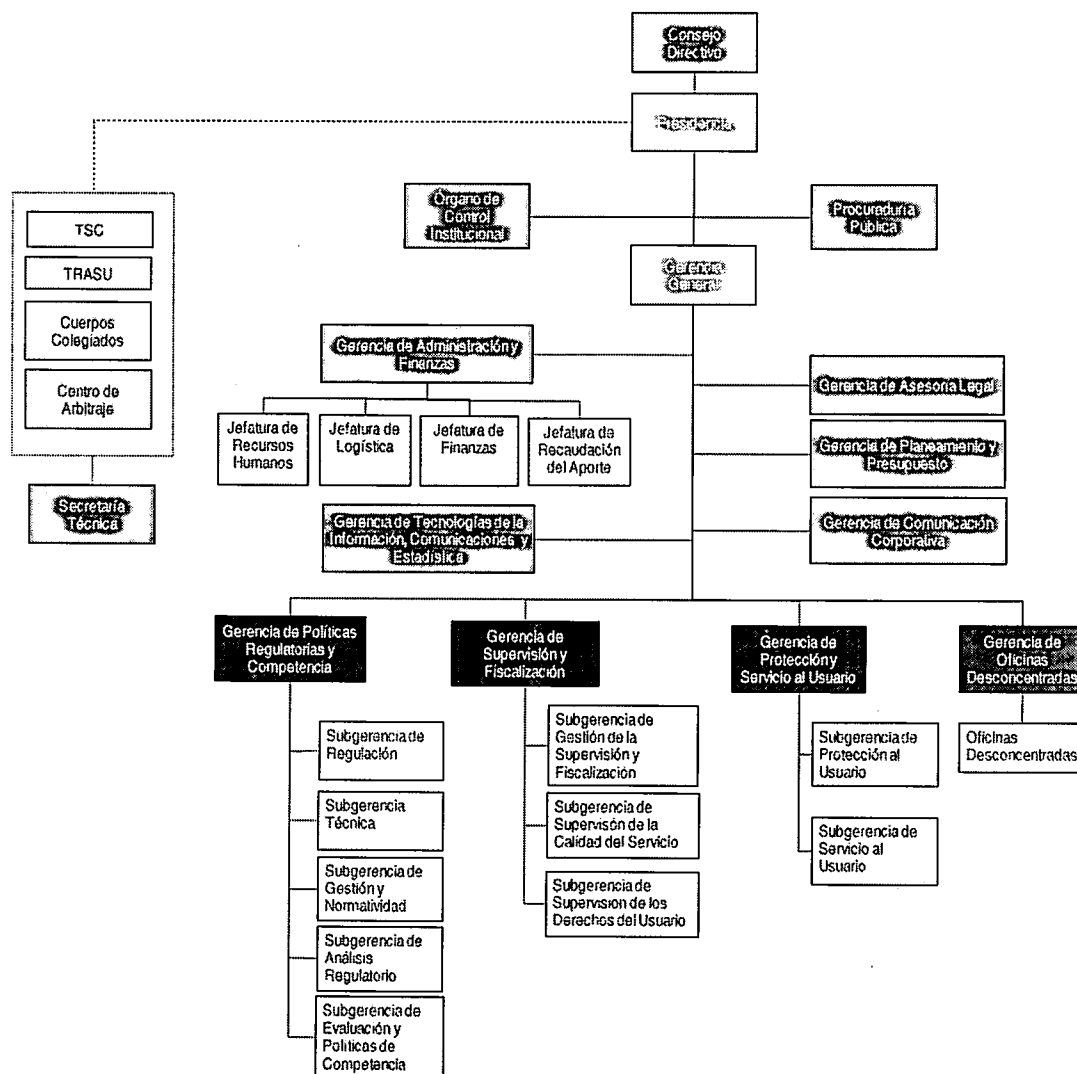 Consejo
Directivo
Presidencia
Órgano de
Control
Institucional
Procuraduría
Pública
TSC
TRASU
Cuerpos
Colegiados
Centro de
Arbitraje
Secretaría
Técnica
Gerencia
General
Gerencia de Administración y
Finanzas
Jefatura de
Recursos
Humanos
Jefatura de
Logística
Jefatura de
Finanzas
Jefatura de
Recaudación
del Aporte
Gerencia de Asesoría Legal
Gerencia de Planeamiento y
Presupuesto
Gerencia de Tecnologías de la
Información, Comunicaciones y
Estadística
Gerencia de Comunicación
Corporativa
Gerencia de Políticas
Regulatorias y
Competencia
Gerencia de
Supervisión y
Fiscalización
Gerencia de
Protección y
Servicio al Usuario
Gerencia de
Oficinas
Desconcentradas
Subgerencia de
Regulación
Subgerencia
Técnica
Subgerencia de
Gestión y
Normatividad
Subgerencia de
Análisis
Regulatorio
Subgerencia de
Evaluación y
Políticas de
Competencia
Subgerencia de
Gestión de la
Supervisión y
Fiscalización
Subgerencia de
Supervisón de la
Calidad del Servicio
Subgerencia de
Supervisión de los
Derechos del Usuario
Subgerencia de
Protección al
Usuario
Subgerencia de
Servicio al
Usuario
Oficinas
Desconcentradas